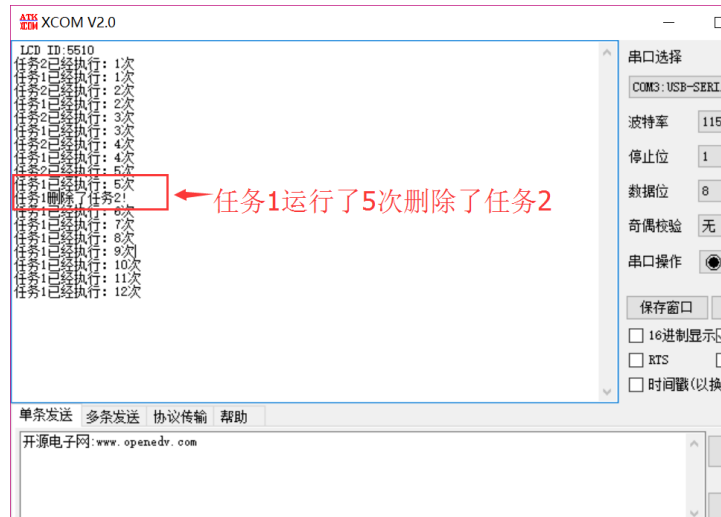 ATK XCOM XCOM V2.0
LCD ID:5510
任务2已经执行：1次
任务1已经执行：1次
任务2已经执行：2次
任务1已经执行：2次
任务2已经执行：3次
任务1已经执行：3次
任务2已经执行：4次
任务1已经执行：4次
任务2已经执行：5次
任务1已经执行：5次
任务1删除了任务2!
任务1已经执行：6次
任务1已经执行：7次
任务1已经执行：8次
任务1已经执行：9次
任务1已经执行：10次
任务1已经执行：11次
任务1已经执行：12次
任务1运行了5次删除了任务2
串口选择
COM3:USB-SERI
波特率 115
停止位 1
数据位 8
奇偶校验 无
串口操作
保存窗口
16进制显示
RTS
时间戳(以换
单条发送 多条发送 协议传输 帮助
开源电子网:www.openedv.com